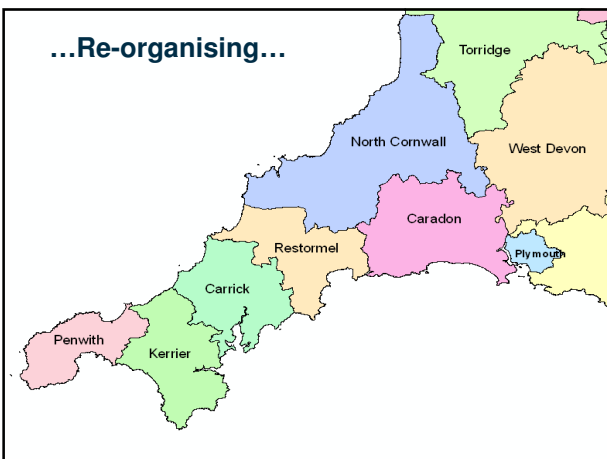 ...Re-organising...
Torridge
North Cornwall
West Devon
Caradon
Restormel
Plymouth
Carrick
Penwith
Kerrier